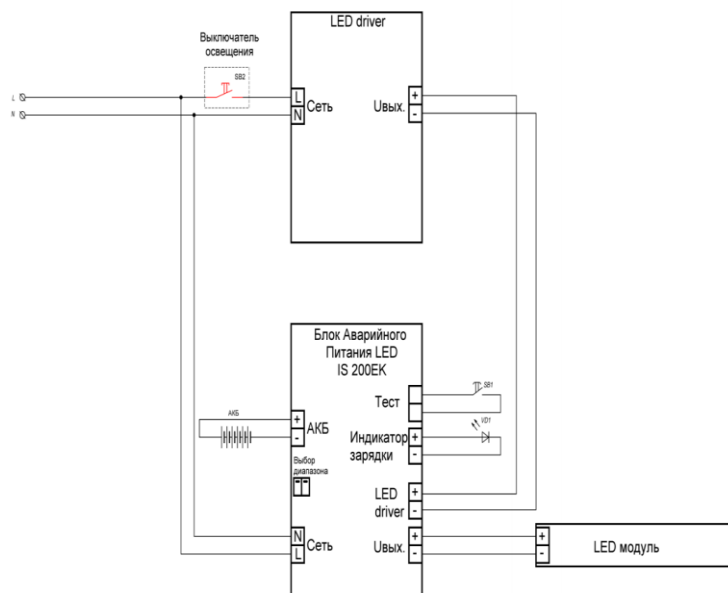 LED driver
Выключатель
освещения
SB2
L
N
L
N
Сеть
Uвых.
+
-
Блок Аварийного
Питания LED
IS 200EK
Тест
SB1
АКБ
+
-
АКБ
Индикатор
зарядки
+
-
VD1
Выбор
диапазона
LED
driver
+
-
N
L
Сеть
Uвых.
+
-
+
-
LED модуль